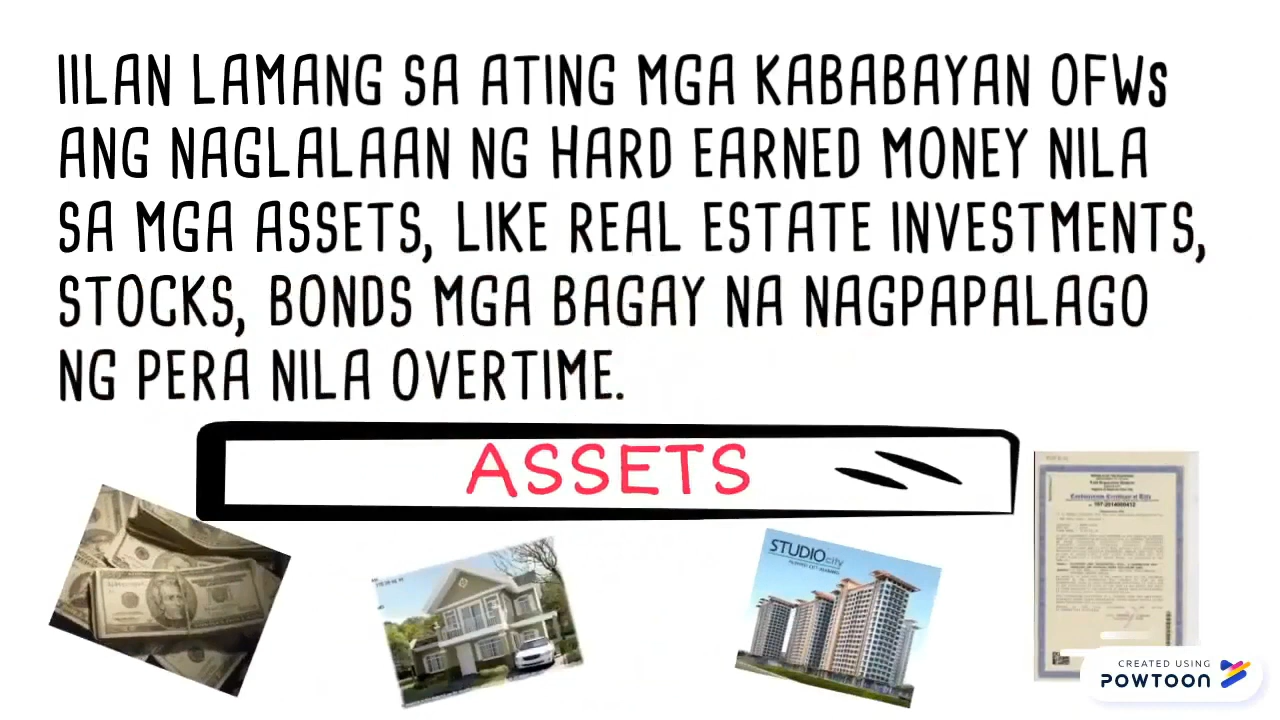 IILAN LAMANG SA ATING MGA KABABAYAN OFWs
ANG NAGLALAAN NG HARD EARNED MONEY NILA
SA MGA ASSETS, LIKE REAL ESTATE INVESTMENTS,
STOCKS, BONDS MGA BAGAY NA NAGPAPALAGO
NG PERA NILA OVERTIME.
ASSETS
STUDIO city
CREATED USING
POWTOON